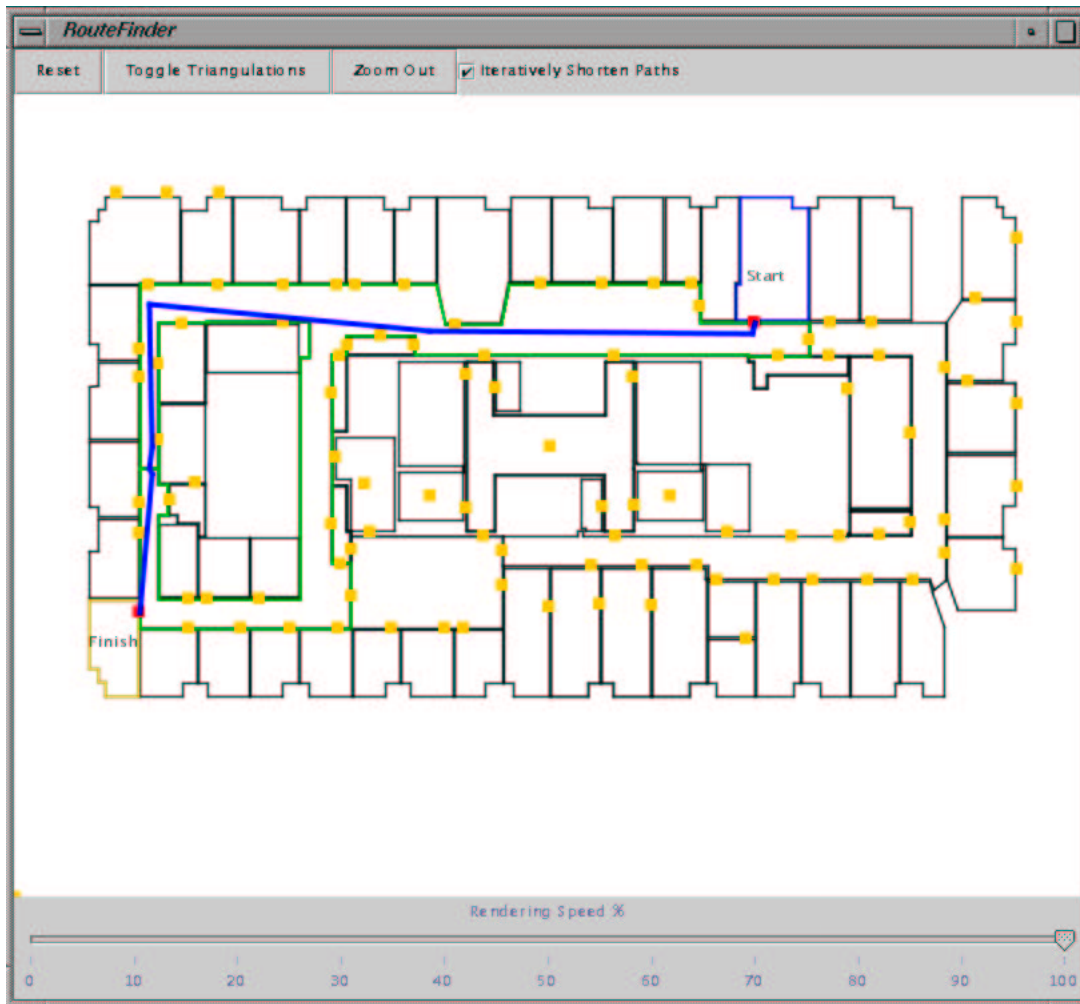 RouteFinder
Reset Toggle Triangulations Zoom Out Iteratively Shorten Paths
Start
Finish
Rendering Speed %
0 10 20 30 40 50 60 70 80 90 100